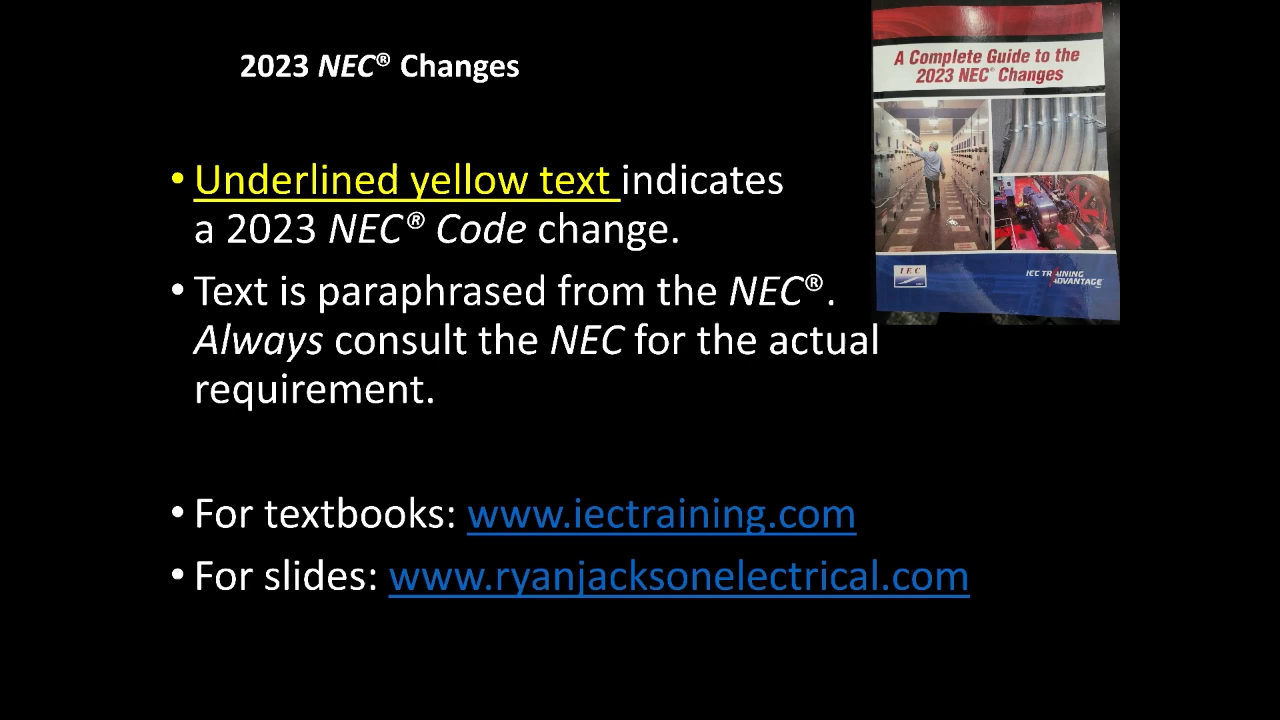 2023 NEC® Changes
A Complete Guide to the
2023 NEC® Changes
• Underlined yellow text indicates
a 2023 NEC® Code change.
• Text is paraphrased from the NEC®.
Always consult the NEC for the actual
requirement.
IEC
IEC TRAINING
ADVANTAGE
• For textbooks: www.iectraining.com
• For slides: www.ryanjacksonelectrical.com